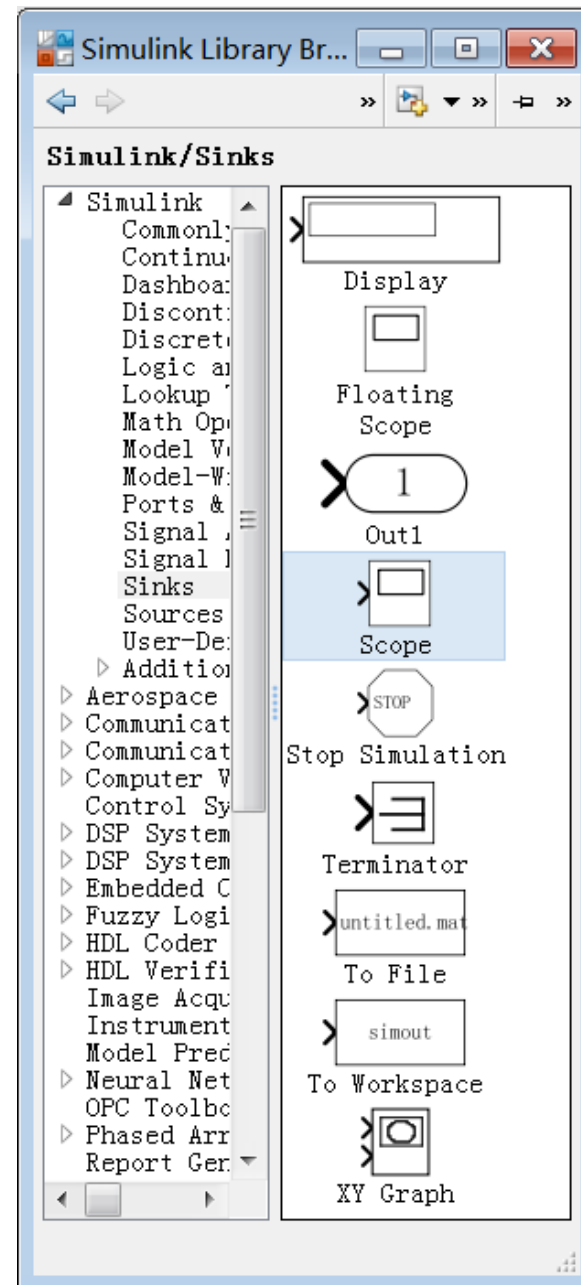 Simulink Library Br...
Simulink/Sinks
Simulink
Commonly
Continu
Dashboa
Disconti
Discret
Logic an
Lookup
Math Op
Model V
Model-W
Ports &
Signal
Signal
Sinks
Sources
User-De
Addition
Aerospace
Communicat
Communicat
Computer V
Control Sy
DSP System
DSP System
Embedded C
Fuzzy Logi
HDL Coder
HDL Verifi
Image Acqu
Instrument
Model Pred
Neural Net
OPC Toolbo
Phased Arr
Report Gen
Display
Floating
Scope
1
Out1
Scope
STOP
Stop Simulation
Terminator
untitled.mat
To File
simout
To Workspace
XY Graph